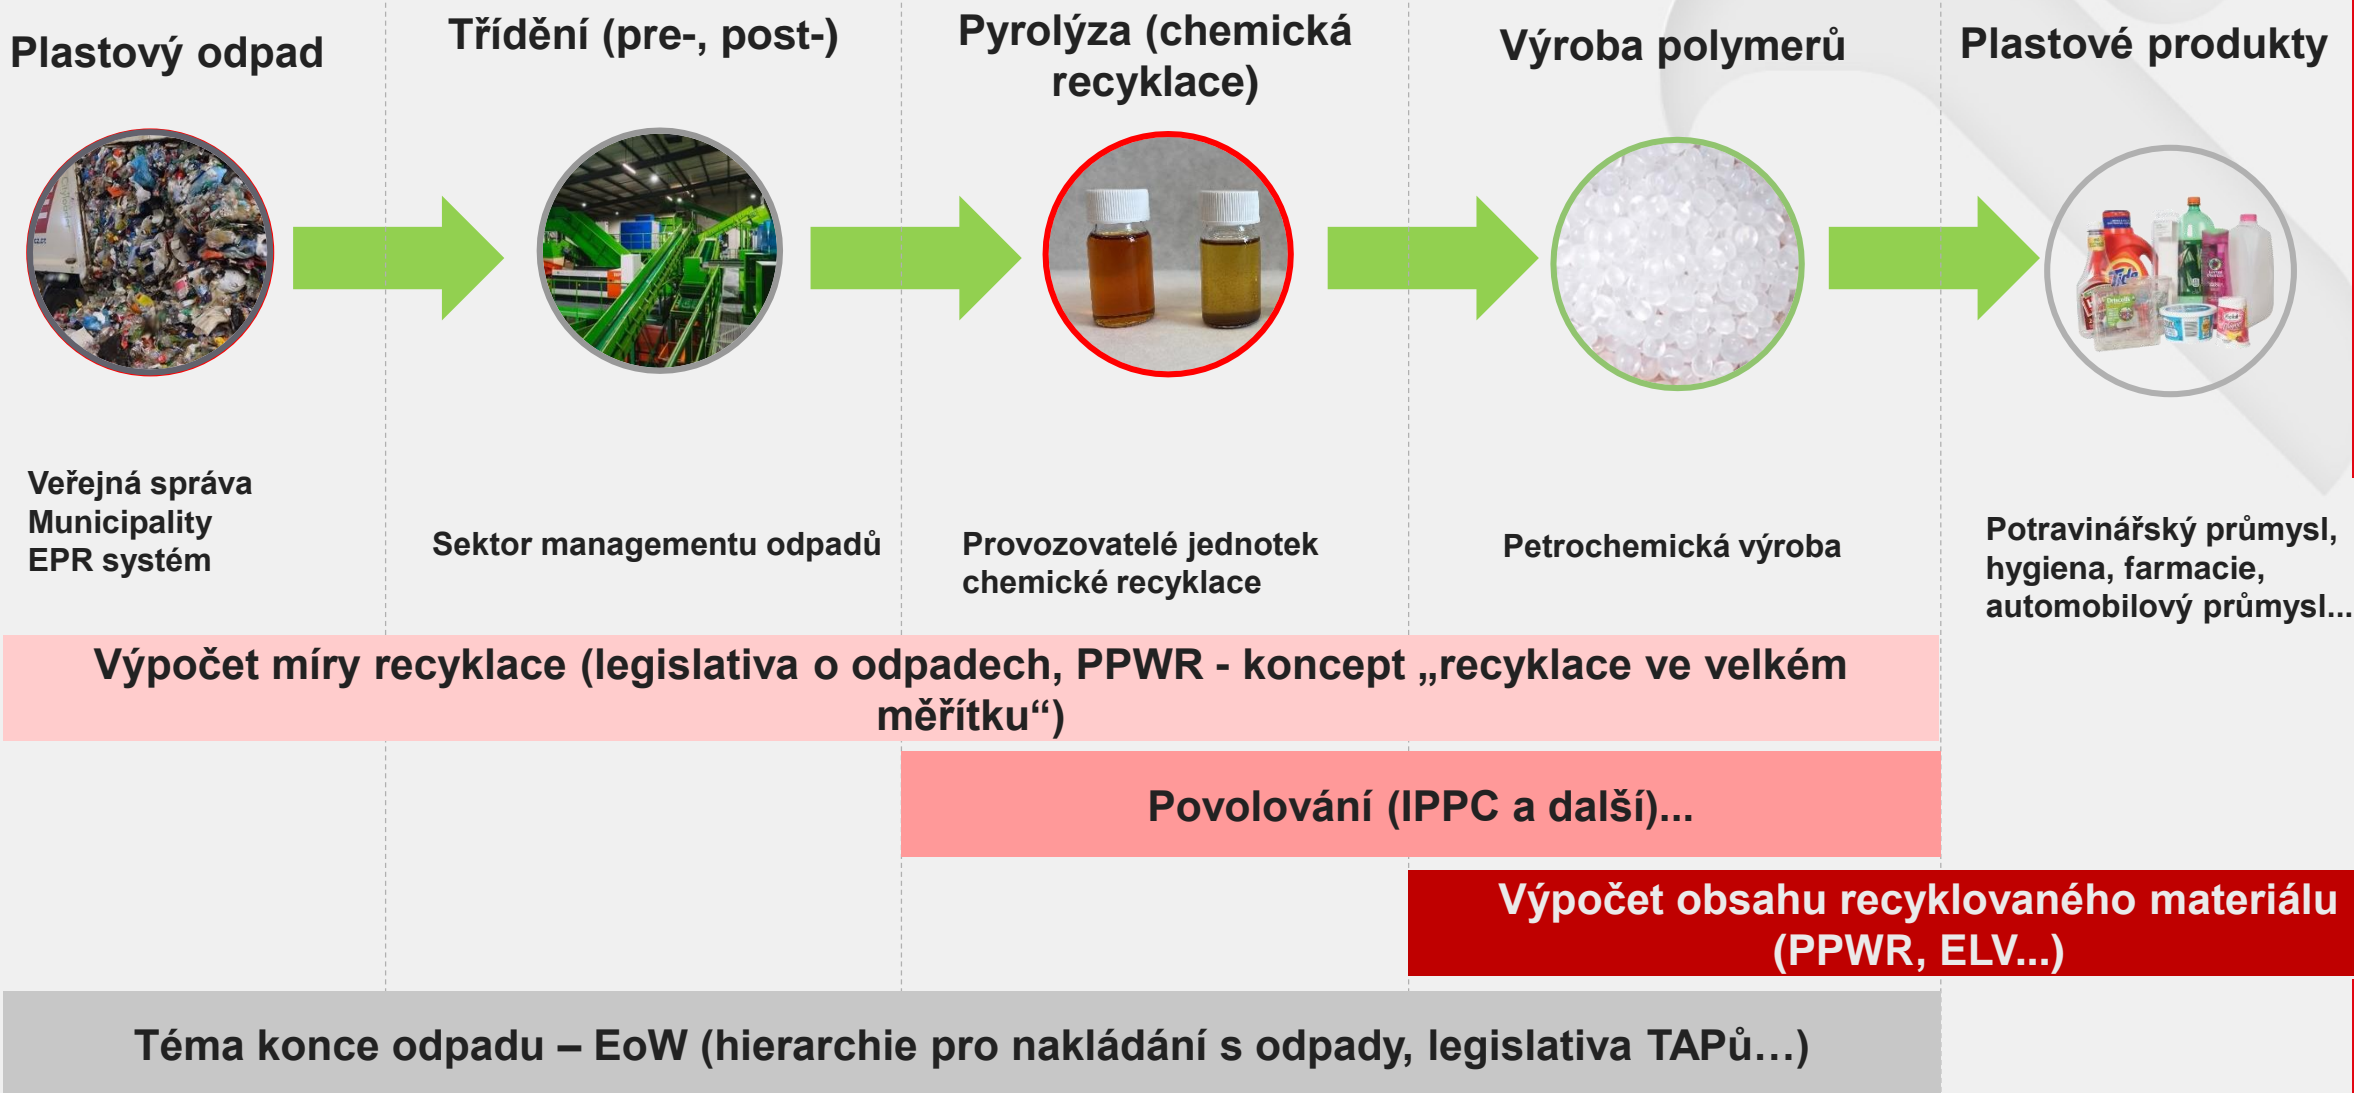 Plastový odpad
Třídění (pre-, post-)
Pyrolýza (chemická
recyklace)
Výroba polymerů
Plastové produkty
Tide
Veřejná správa
Municipality
EPR systém
Sektor managementu odpadů
Provozovatelé jednotek
chemické recyklace
Petrochemická výroba
Potravinářský průmysl,
hygiena, farmacie,
automobilový průmysl...
Výpočet míry recyklace (legislativa o odpadech, PPWR - koncept „recyklace ve velkém
měřítku“)
Povolování (IPPC a další)...
Výpočet obsahu recyklovaného materiálu
(PPWR, ELV...)
Téma konce odpadu – EoW (hierarchie pro nakládání s odpady, legislativa TAPů…)